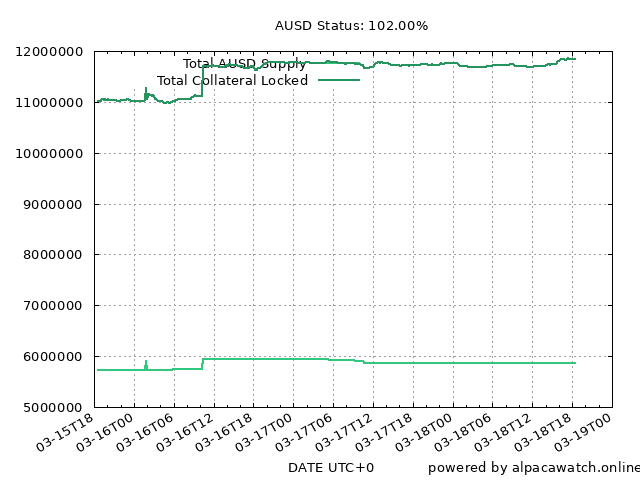 AUSD Status: 102.00%
12000000
11000000
10000000
9000000
8000000
7000000
6000000
5000000
Total AUSD Supply
Total Collateral Locked
03-15T18
03-16T00
03-16T06
03-16T12
03-16T18
03-17T00
03-17T06
03-17T12
03-17T18
03-18T00
03-18T06
03-18T12
03-18T18
03-19T00
DATE UTC+0
powered by alpacawatch.online